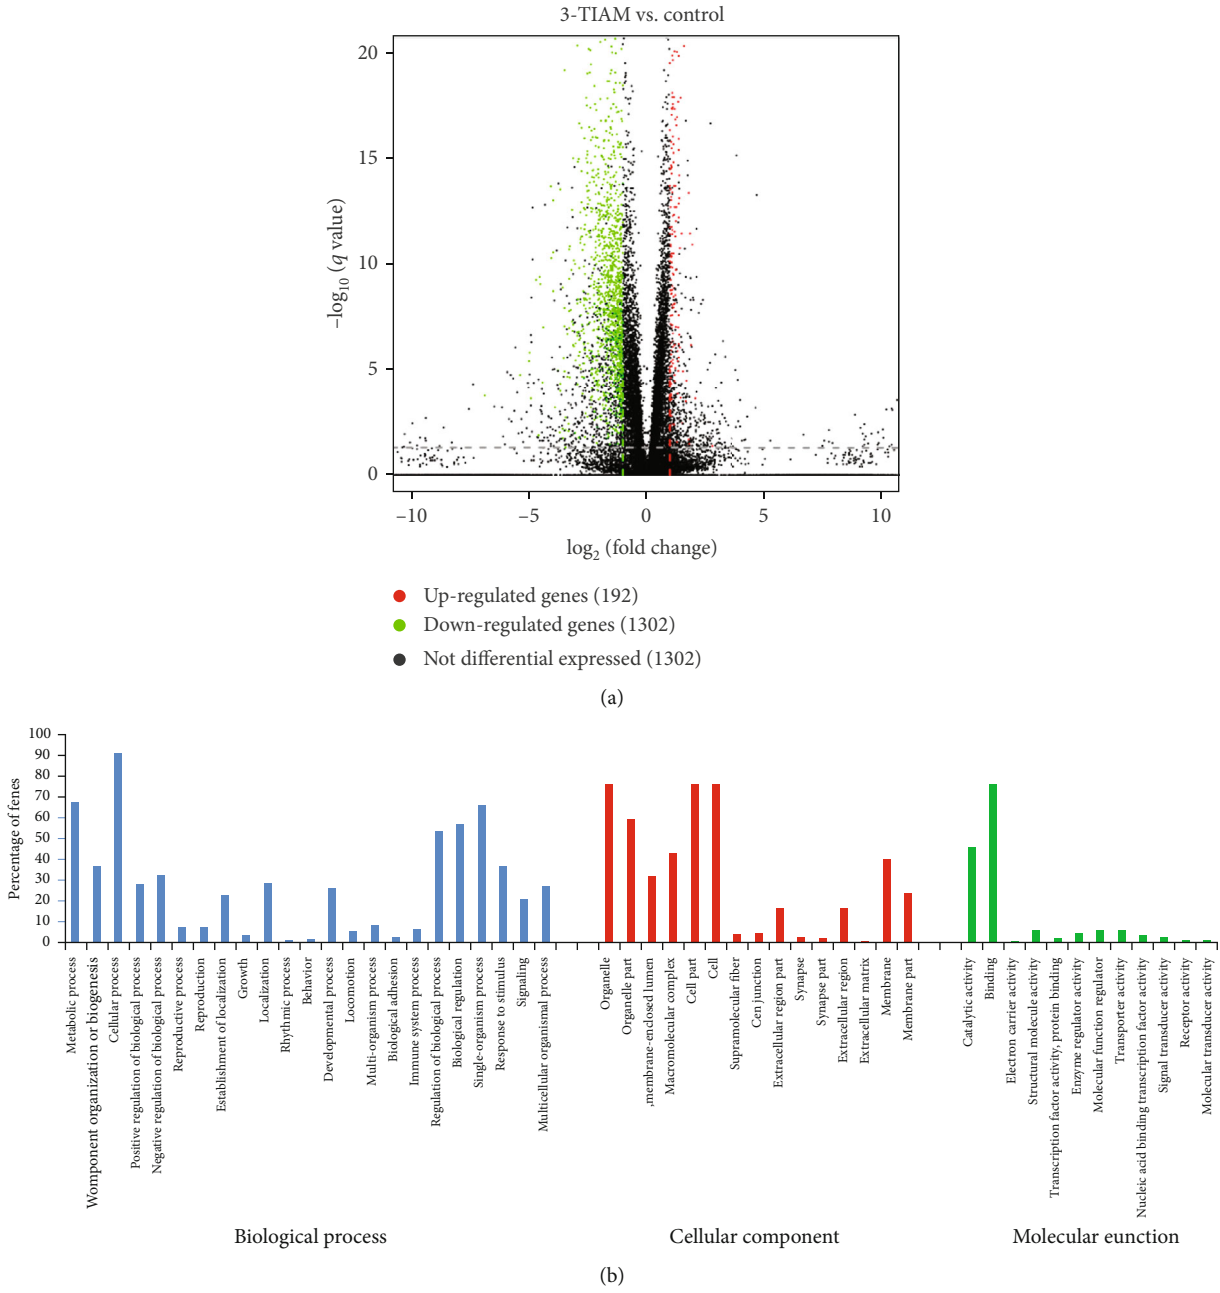 3-TIAM vs. control
20
15
10
5
0
–log10 (q value)
–10
–5
0
5
10
log2 (fold change)
Up-regulated genes (192)
Down-regulated genes (1302)
Not differential expressed (1302)
(a)
100
90
80
70
60
50
40
30
20
10
0
Percentage of fenes
Metabolic process
Womponent organization or biogenesis
Cellular process
Positive regulation of biological process
Negative regulation of biological process
Reproductive process
Reproduction
Establishment of localization
Growth
Localization
Rhythmic process
Behavior
Developmental process
Locomotion
Multi-organism process
Biological adhesion
Immune system process
Regulation of biological process
Biological regulation
Single-organism process
Response to stimulus
Signaling
Multicellular organismal process
Organelle
Organelle part
,membrane-enclosed lumen
Macromolecular complex
Cell part
Cell
Supramolecular fiber
Cen junction
Extracellular region part
Synapse
Synapse part
Extracellular region
Extracellular matrix
Membrane
Membrane part
Catalytic activity
Binding
Electron carrier activity
Structural molecule activity
Transcription factor activity, protein binding
Enzyme regulator activity
Molecular function regulator
Transporter activity
Nucleic acid binding transcription factor activity
Signal transducer activity
Receptor activity
Molecular transducer activity
Biological process
Cellular component
Molecular eunction
(b)